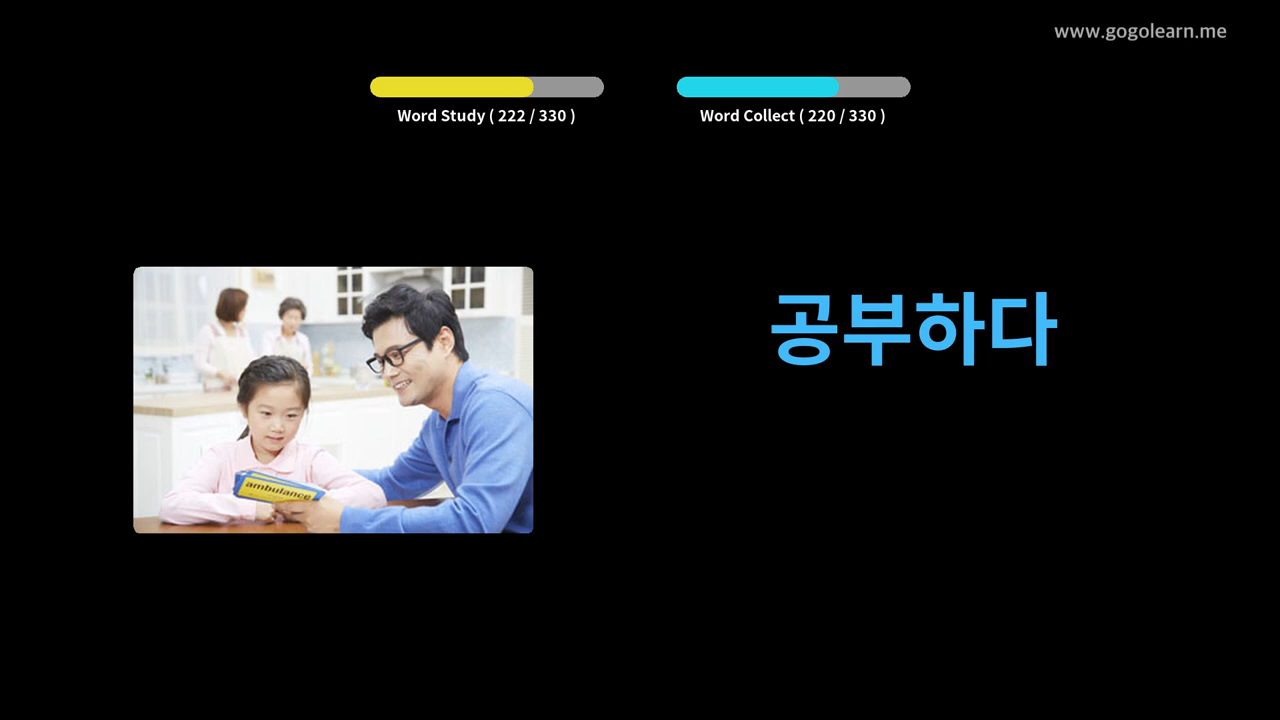 www.gogolearn.me
Word Study ( 222 / 330 )
Word Collect ( 220 / 330 )
공부하다
ambulance